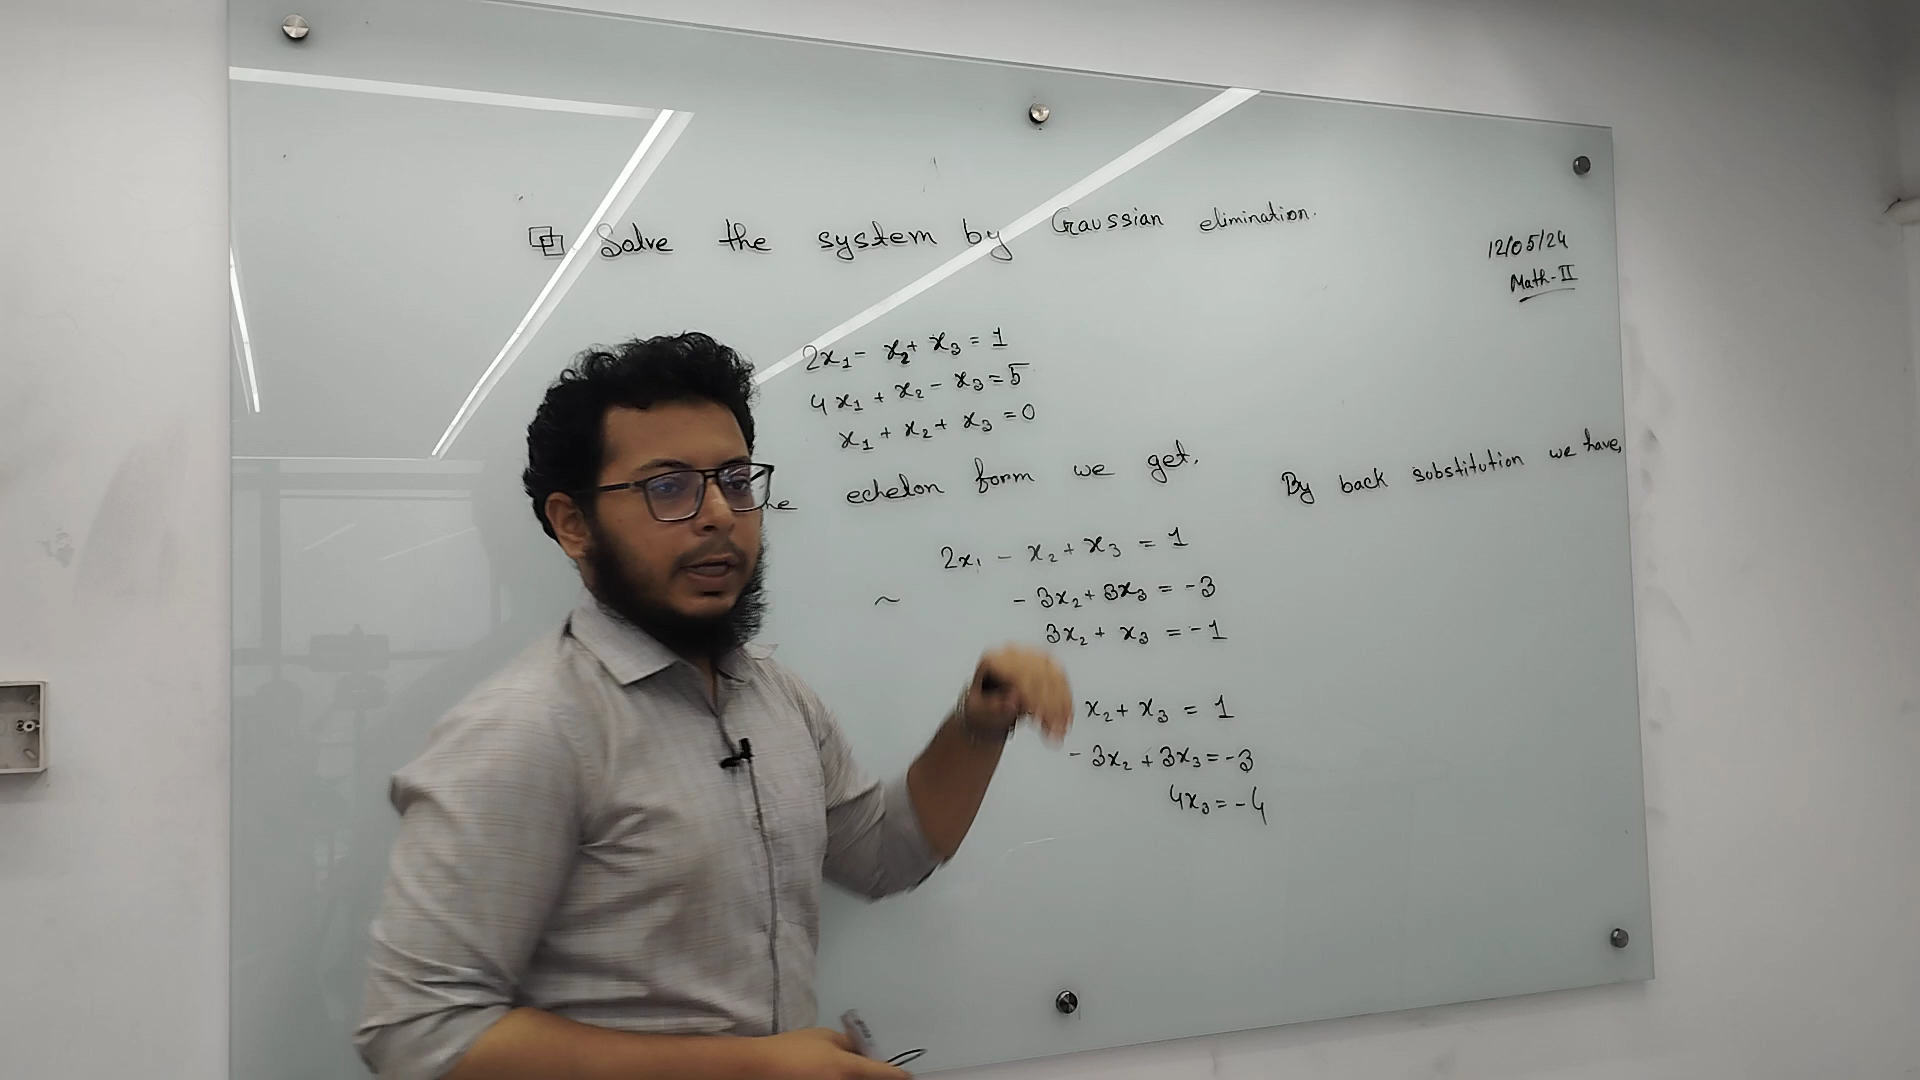 Solve the system by Gaussian elimination.
12/05/24
Math-II
2x₁ - x₂ + x₃ = 1
4x₁ + x₂ - x₃ = 5
x₁ + x₂ + x₃ = 0
echelon form we get,
~ 2x₁ - x₂ + x₃ = 1
- 3x₂ + 3x₃ = -3
3x₂ + x₃ = -1
x₂ + x₃ = 1
- 3x₂ + 3x₃ = -3
4x₃ = -4
By back substitution we have,